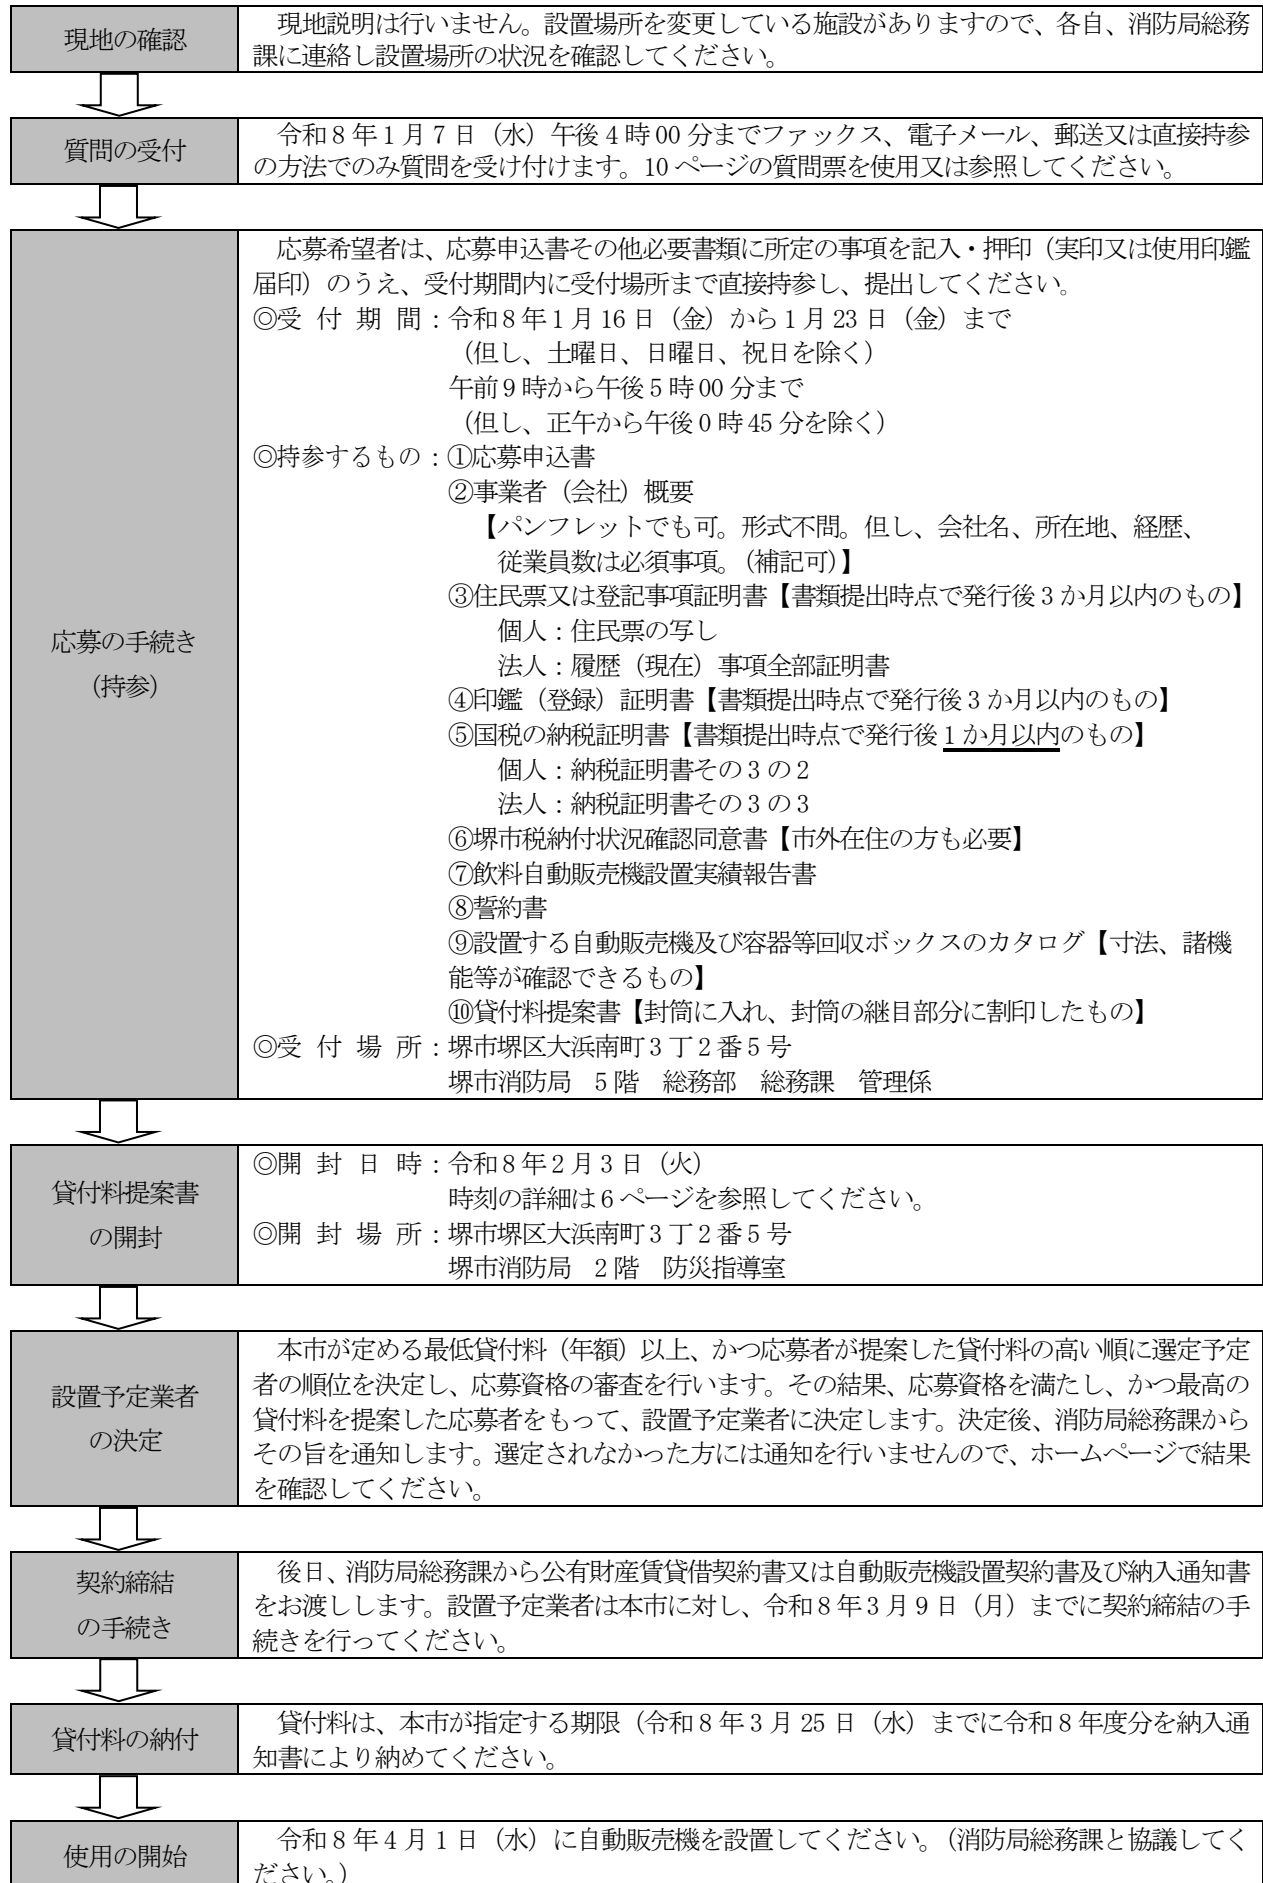 現地の確認
現地説明は行いません。設置場所を変更している施設がありますので、各自、消防局総務
課に連絡し設置場所の状況を確認してください。
質問の受付
令和8年1月7日（水）午後4時00分までファックス、電子メール、郵送又は直接持参
の方法でのみ質問を受け付けます。10ページの質問票を使用又は参照してください。
応募の手続き
（持参）
応募希望者は、応募申込書その他必要書類に所定の事項を記入・押印（実印又は使用印鑑
届印）のうえ、受付期間内に受付場所まで直接持参し、提出してください。
◎受付期間：令和8年1月16日（金）から1月23日（金）まで
（但し、土曜日、日曜日、祝日を除く）
午前9時から午後5時00分まで
（但し、正午から午後0時45分を除く）
◎持参するもの：①応募申込書
②事業者（会社）概要
【パンフレットでも可。形式不問。但し、会社名、所在地、経歴、
従業員数は必須事項。（補記可）】
③住民票又は登記事項証明書【書類提出時点で発行後3か月以内のもの】
個人：住民票の写し
法人：履歴（現在）事項全部証明書
④印鑑（登録）証明書【書類提出時点で発行後3か月以内のもの】
⑤国税の納税証明書【書類提出時点で発行後1か月以内のもの】
個人：納税証明書その3の2
法人：納税証明書その3の3
⑥堺市税納付状況確認同意書【市外在住の方も必要】
⑦飲料自動販売機設置実績報告書
⑧誓約書
⑨設置する自動販売機及び容器等回収ボックスのカタログ【寸法、諸機
能等が確認できるもの】
⑩貸付料提案書【封筒に入れ、封筒の継目部分に割印したもの】
◎受付場所：堺市堺区大浜南町3丁2番5号
堺市消防局　5階　総務部　総務課　管理係
貸付料提案書
の開封
◎開封日時：令和8年2月3日（火）
時刻の詳細は6ページを参照してください。
◎開封場所：堺市堺区大浜南町3丁2番5号
堺市消防局　2階　防災指導室
設置予定業者
の決定
本市が定める最低貸付料（年額）以上、かつ応募者が提案した貸付料の高い順に選定予定
者の順位を決定し、応募資格の審査を行います。その結果、応募資格を満たし、かつ最高の
貸付料を提案した応募者をもって、設置予定業者に決定します。決定後、消防局総務課から
その旨を通知します。選定されなかった方には通知を行いませんので、ホームページで結果
を確認してください。
契約締結
の手続き
後日、消防局総務課から公有財産賃貸借契約書又は自動販売機設置契約書及び納入通知書
をお渡しします。設置予定業者は本市に対し、令和8年3月9日（月）までに契約締結の手
続きを行ってください。
貸付料の納付
貸付料は、本市が指定する期限（令和8年3月25日（水）までに令和8年度分を納入通
知書により納めてください。
使用の開始
令和8年4月1日（水）に自動販売機を設置してください。（消防局総務課と協議してく
ださい。）